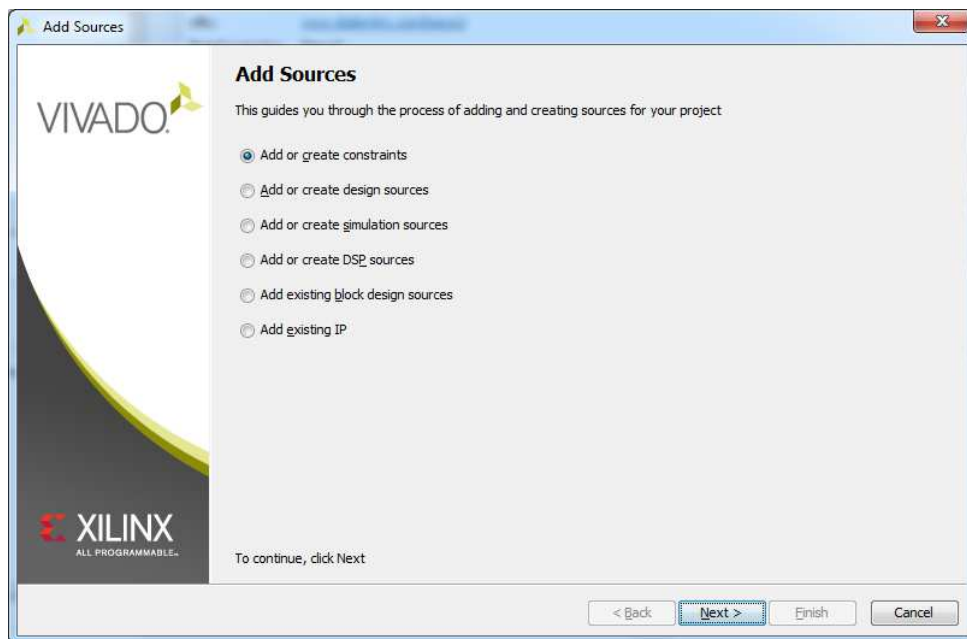 Add Sources
VIVADO.
Add Sources
This guides you through the process of adding and creating sources for your project
Add or create constraints
Add or create design sources
Add or create simulation sources
Add or create DSP sources
Add existing block design sources
Add existing IP
XILINX
ALL PROGRAMMABLE™
To continue, click Next
< Back
Next >
Finish
Cancel